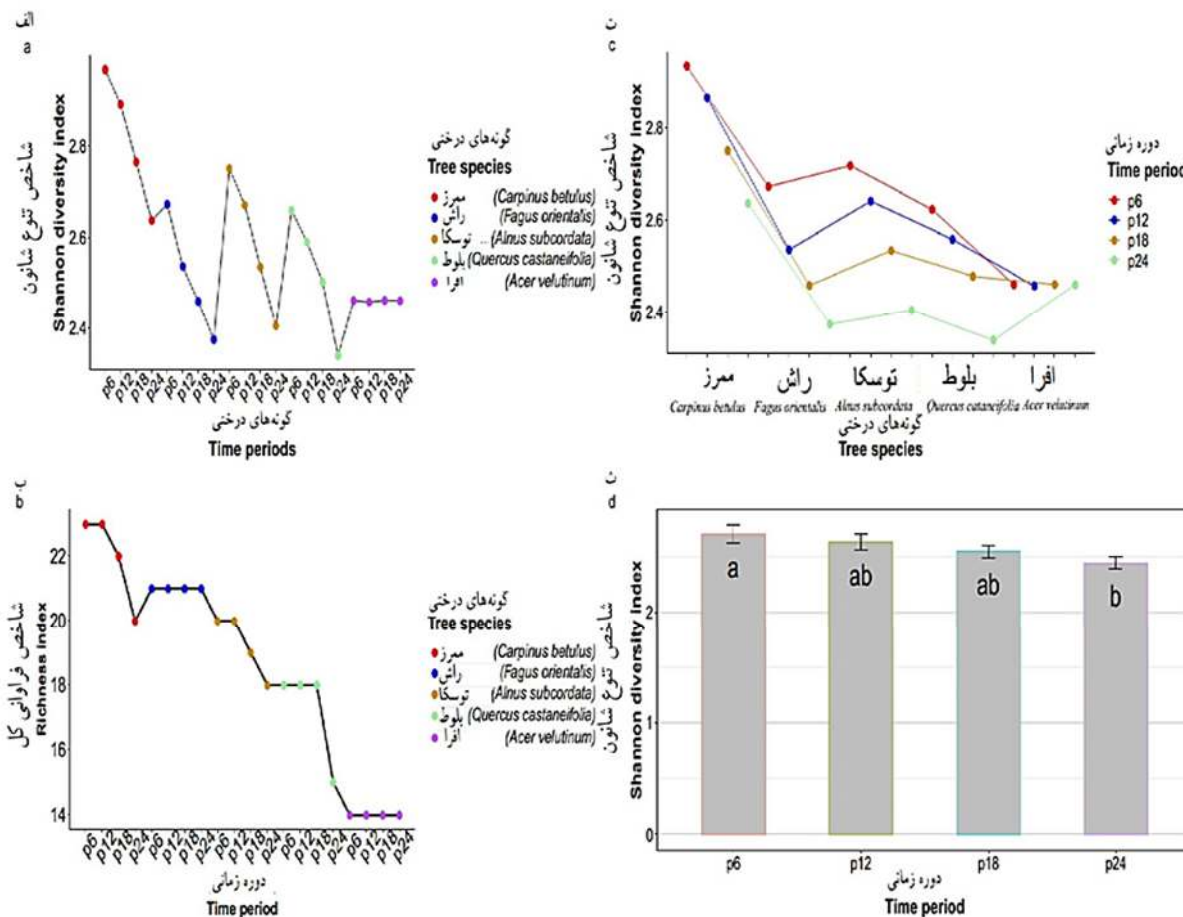 الف
a
Shannon diversity index
شاخص تنوع شانون
2.8
2.6
2.4
p6 p12 p18 p24 p6 p12 p18 p24 p6 p12 p18 p24 p6 p12 p18 p24 p6 p12 p18 p24
گونه‌های درختی
Time periods
گونه‌های درختی
Tree species
ممرز (Carpinus betulus)
راش (Fagus orientalis)
توسکا ... (Alnus subcordata)
بلوط (Quercus castaneifolia)
افرا (Acer velutinum)
c
Shannon diversity index
شاخص تنوع شانون
2.8
2.6
2.4
ممرز راش توسکا بلوط افرا
Carpinus betulus Fagus orientalis Alnus subcordata Quercus cataneifolia Acer velutinum
گونه‌های درختی
Tree species
دوره زمانی
Time period
p6
p12
p18
p24
ب
b
شاخص فراوانی کل
Richness index
22
20
18
16
14
p6 p12 p18 p24 p6 p12 p18 p24 p6 p12 p18 p24 p6 p12 p18 p24 p6 p12 p18 p24
دوره زمانی
Time period
گونه‌های درختی
Tree species
ممرز (Carpinus betulus)
راش (Fagus orientalis)
توسکا (Alnus subcordata)
بلوط (Quercus castaneifolia)
افرا (Acer velutinum)
ث
d
شاخص تنوع شانون
Shannon diversity index
2
1
0
a ab ab b
p6 p12 p18 p24
دوره زمانی
Time period